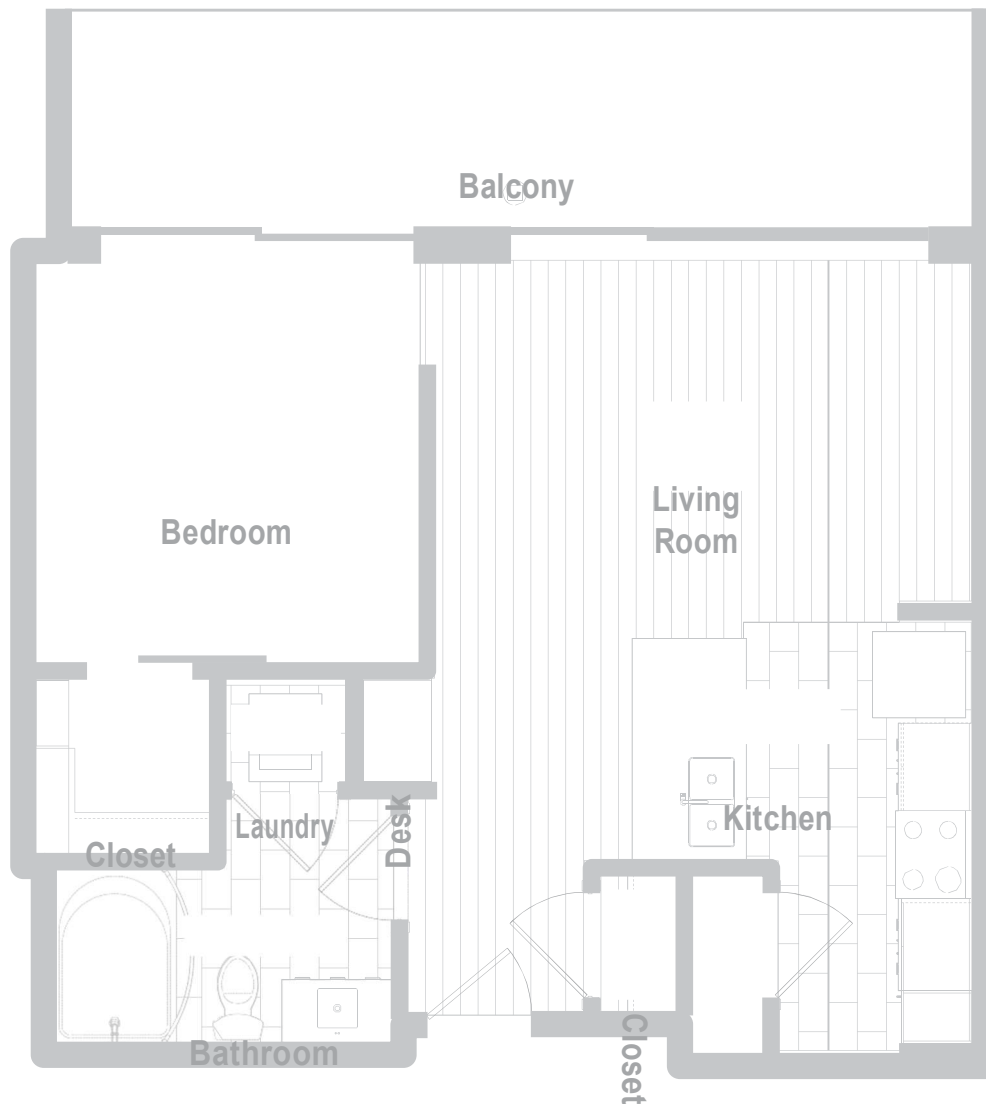 Balcony
Living
Room
Bedroom
Desk
Laundry
Kitchen
Closet
Bathroom
Closet